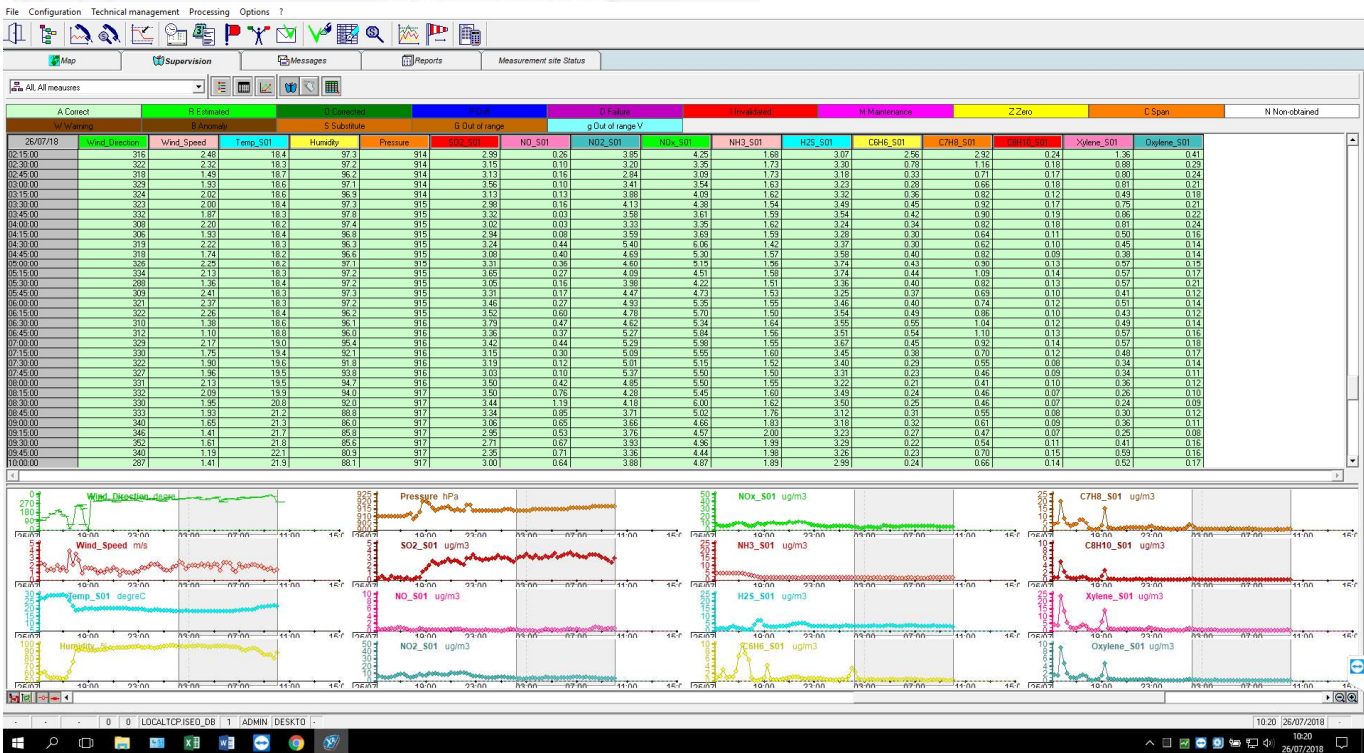 File Configuration Technical management Processing Options ?
Map Supervision Messages Reports Measurement site Status
All, All measures
A Correct R Estimated O Corrected D Failure I Invalidated M Maintenance Z Zero C Span N Non-obtained
W Warning B Anomaly S Substitute G Out of range g Out of range V
26/07/18 Wind_Direction Wind_Speed Temp_S01 Humidity Pressure SO2_S01 NO_S01 NO2_S01 NOx_S01 NH3_S01 H2S_S01 C6H6_S01 C7H8_S01 C8H10_S01 Xylene_S01 Oxylene_S01
02:15:00 316 2.48 18.4 97.3 914 2.99 0.26 3.85 4.25 1.68 3.07 2.56 2.92 0.24 1.36 0.41
02:30:00 322 2.32 18.3 97.2 914 3.15 0.10 3.20 3.35 1.73 3.30 0.78 1.16 0.18 0.88 0.29
02:45:00 318 1.49 18.7 96.2 914 3.13 0.16 2.84 3.09 1.73 3.18 0.33 0.71 0.17 0.80 0.24
03:00:00 329 1.93 18.6 97.1 914 3.56 0.10 3.41 3.54 1.63 3.23 0.28 0.66 0.18 0.81 0.21
03:15:00 324 2.02 18.6 96.9 914 3.13 0.13 3.88 4.09 1.62 3.32 0.36 0.82 0.12 0.49 0.18
03:30:00 323 2.00 18.4 97.3 915 2.98 0.16 4.13 4.38 1.54 3.49 0.45 0.92 0.17 0.75 0.21
03:45:00 332 1.87 18.3 97.8 915 3.32 0.03 3.58 3.61 1.59 3.54 0.42 0.90 0.19 0.86 0.22
04:00:00 308 2.20 18.2 97.4 915 3.02 0.03 3.33 3.35 1.62 3.24 0.34 0.82 0.18 0.81 0.24
04:15:00 306 1.93 18.4 96.8 915 2.94 0.08 3.59 3.69 1.59 3.28 0.30 0.64 0.11 0.50 0.16
04:30:00 319 2.22 18.3 96.3 915 3.24 0.44 5.40 6.06 1.42 3.37 0.30 0.62 0.10 0.45 0.14
04:45:00 318 1.74 18.2 96.6 915 3.08 0.40 4.69 5.30 1.57 3.58 0.40 0.82 0.09 0.38 0.14
05:00:00 326 2.25 18.2 97.1 915 3.31 0.36 4.60 5.15 1.56 3.74 0.43 0.90 0.13 0.57 0.15
05:15:00 334 2.13 18.3 97.2 915 3.65 0.27 4.09 4.51 1.58 3.74 0.44 1.09 0.14 0.57 0.17
05:30:00 288 1.36 18.4 97.2 915 3.05 0.16 3.98 4.22 1.51 3.36 0.40 0.82 0.13 0.57 0.21
05:45:00 309 2.41 18.3 97.3 915 3.31 0.17 4.47 4.73 1.53 3.25 0.37 0.69 0.10 0.41 0.12
06:00:00 321 2.37 18.3 97.2 915 3.46 0.27 4.93 5.35 1.55 3.46 0.40 0.74 0.12 0.51 0.14
06:15:00 322 2.26 18.4 96.2 915 3.52 0.60 4.78 5.70 1.50 3.54 0.49 0.86 0.10 0.43 0.12
06:30:00 310 1.38 18.6 96.1 916 3.79 0.47 4.62 5.34 1.64 3.55 0.55 1.04 0.12 0.49 0.14
06:45:00 312 1.10 18.8 96.0 916 3.36 0.37 5.27 5.84 1.56 3.51 0.54 1.10 0.13 0.57 0.16
07:00:00 329 2.17 19.0 95.4 916 3.42 0.44 5.29 5.98 1.55 3.67 0.45 0.92 0.14 0.57 0.18
07:15:00 330 1.75 19.4 92.1 916 3.15 0.30 5.09 5.55 1.60 3.45 0.38 0.70 0.12 0.48 0.17
07:30:00 322 1.90 19.6 91.8 916 3.19 0.12 5.01 5.15 1.52 3.40 0.29 0.55 0.08 0.34 0.14
07:45:00 327 1.96 19.5 93.8 916 3.03 0.10 5.37 5.50 1.50 3.31 0.23 0.46 0.09 0.34 0.11
08:00:00 331 2.13 19.5 94.7 916 3.50 0.42 4.85 5.50 1.55 3.22 0.21 0.41 0.10 0.36 0.12
08:15:00 332 2.09 19.9 94.0 917 3.50 0.76 4.28 5.45 1.60 3.49 0.24 0.46 0.07 0.26 0.10
08:30:00 330 1.95 20.8 92.0 917 3.44 1.19 4.18 6.00 1.62 3.50 0.25 0.46 0.07 0.24 0.09
08:45:00 333 1.93 21.2 88.8 917 3.34 0.85 3.71 5.02 1.76 3.12 0.31 0.55 0.08 0.30 0.12
09:00:00 340 1.65 21.3 86.0 917 3.06 0.65 3.66 4.66 1.83 3.18 0.32 0.61 0.09 0.36 0.11
09:15:00 346 1.41 21.7 85.8 917 2.95 0.53 3.76 4.57 2.00 3.23 0.27 0.47 0.07 0.25 0.08
09:30:00 352 1.61 21.8 85.6 917 2.71 0.67 3.93 4.96 1.99 3.29 0.22 0.54 0.11 0.41 0.16
09:45:00 340 1.19 22.1 80.9 917 2.35 0.71 3.36 4.44 1.98 3.26 0.23 0.70 0.15 0.59 0.16
10:00:00 287 1.41 21.9 88.1 917 3.00 0.64 3.88 4.87 1.89 2.99 0.24 0.66 0.14 0.52 0.17
Wind_Direction degre Pressure hPa NOx_S01 ug/m3 C7H8_S01 ug/m3
Wind_Speed m/s SO2_S01 ug/m3 NH3_S01 ug/m3 C8H10_S01 ug/m3
19:00 23:00 03:00 07:00 11:00
Temp_S01 degreC NO_S01 ug/m3 H2S_S01 ug/m3 Xylene_S01 ug/m3
Humidity % NO2_S01 ug/m3 C6H6_S01 ug/m3 Oxylene_S01 ug/m3
19:00 23:00 03:00 07:00 11:00
- - - 0 0 LOCALTCP.ISEO_DB 1 ADMIN DESKTO - 10:20 26/07/2018 -
10:20
26/07/2018